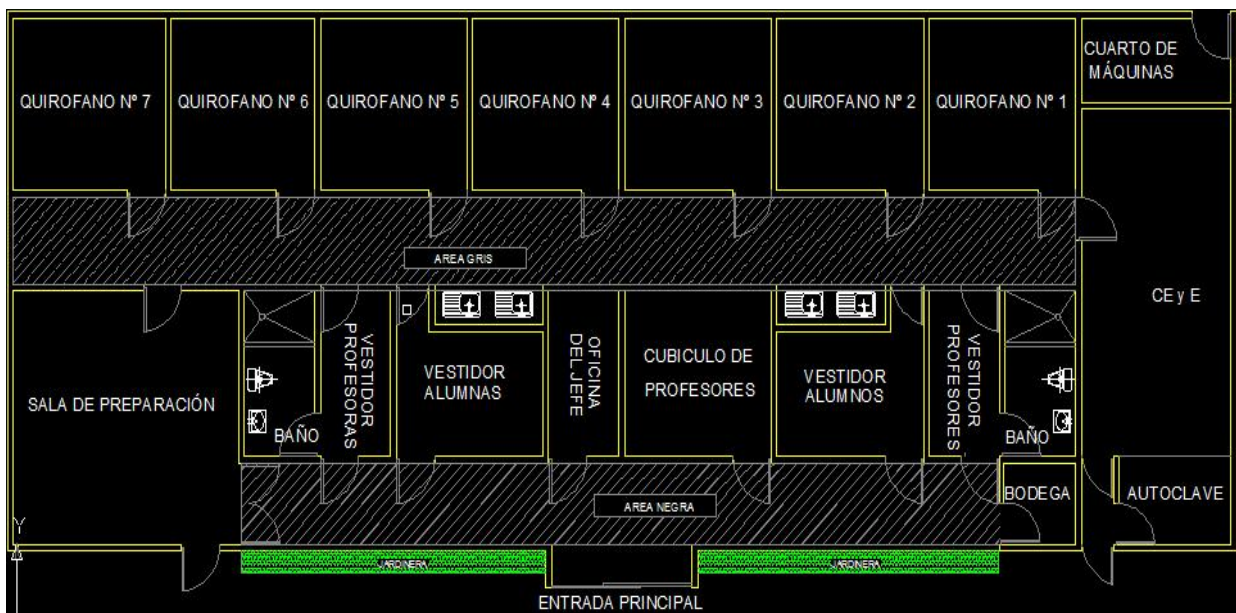 CUARTO DE
MÁQUINAS
QUIROFANO Nº 7
QUIROFANO Nº 6
QUIROFANO Nº 5
QUIROFANO Nº 4
QUIROFANO Nº 3
QUIROFANO Nº 2
QUIROFANO Nº 1
AREA GRIS
CE y E
SALA DE PREPARACIÓN
BAÑO
VESTIDOR
PROFESORAS
VESTIDOR
ALUMNAS
OFICINA
DEL JEFE
CUBICULO DE
PROFESORES
VESTIDOR
ALUMNOS
VESTIDOR
PROFESORES
BAÑO
BODEGA
AUTOCLAVE
AREA NEGRA
Y
JARDINERA
JARDINERA
ENTRADA PRINCIPAL